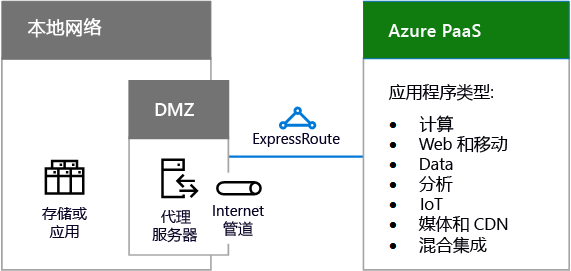 本地网络
Azure PaaS
DMZ
ExpressRoute
应用程序类型:
• 计算
• Web 和移动
• Data
• 分析
• IoT
• 媒体和 CDN
• 混合集成
存储或
应用
代理
服务器
Internet
管道